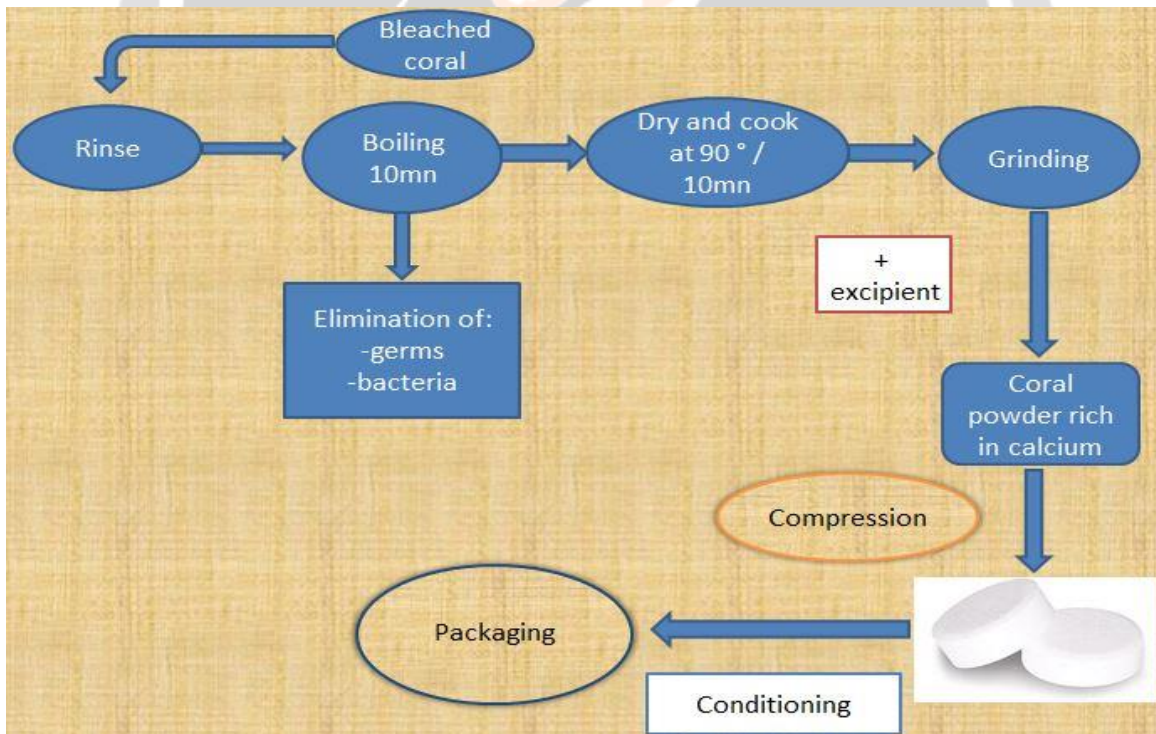 Bleached
coral
Rinse
Boiling
10mn
Dry and cook
at 90 ° /
10mn
Grinding
+
excipient
Elimination of:
-germs
-bacteria
Coral
powder rich
in calcium
Compression
Packaging
Conditioning